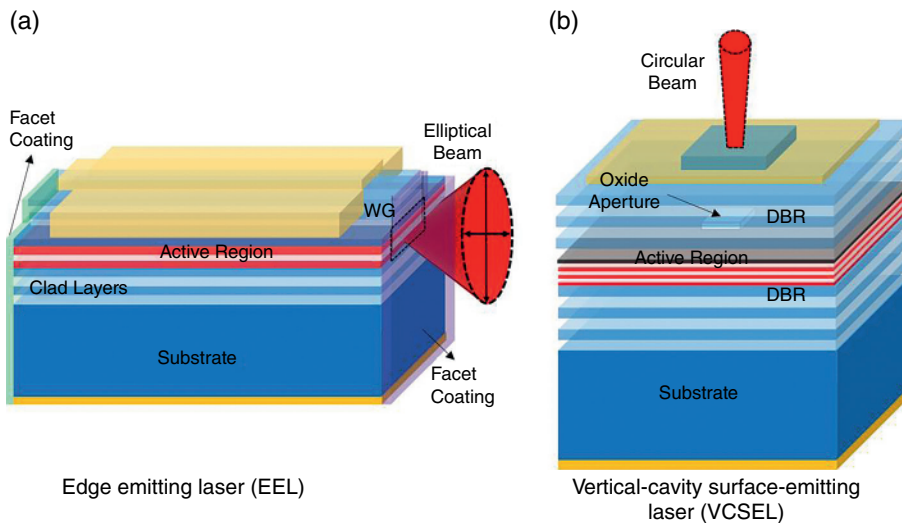 (a)
Facet
Coating
Elliptical
Beam
WG
Active Region
Clad Layers
Substrate
Facet
Coating
Edge emitting laser (EEL)
(b)
Circular
Beam
Oxide
Aperture
DBR
Active Region
DBR
Substrate
Vertical-cavity surface-emitting
laser (VCSEL)